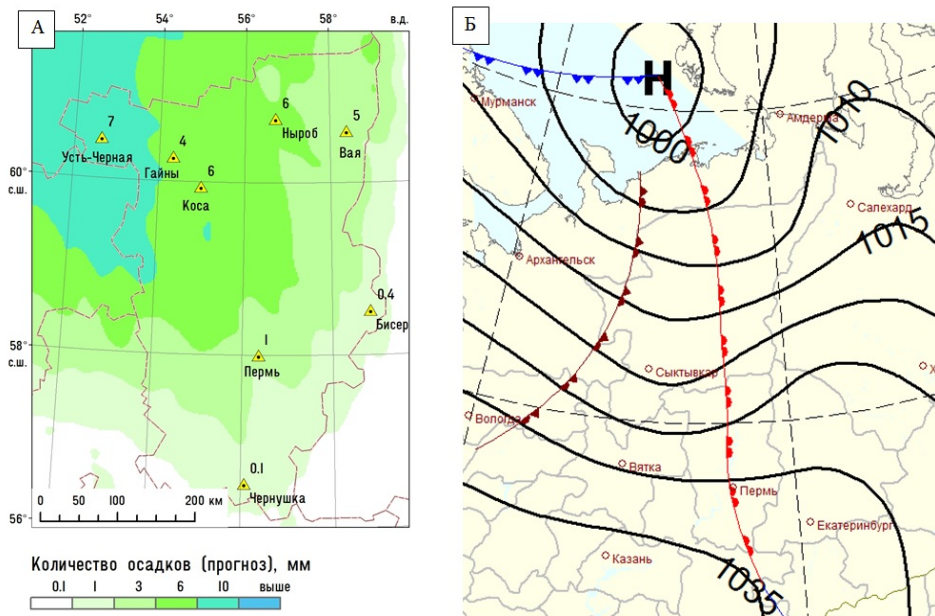 А
52° 54° 56° 58° в.д.
7
Усть-Черная
4
Гайны
6
Коса
6
Ныроб
5
Вая
60°
с.ш.
0.4
Бисер
58°
с.ш.
1
Пермь
0.1
Чернушка
56°
0 50 100 200 км
Количество осадков (прогноз), мм
0.1 1 3 6 10 выше
Б
Н
Мурманск
1000
Амдерма
1010
Салехард
1015
Архангельск
Сыктывкар
Х
Вологда
Вятка
Пермь
Екатеринбург
Казань
1035